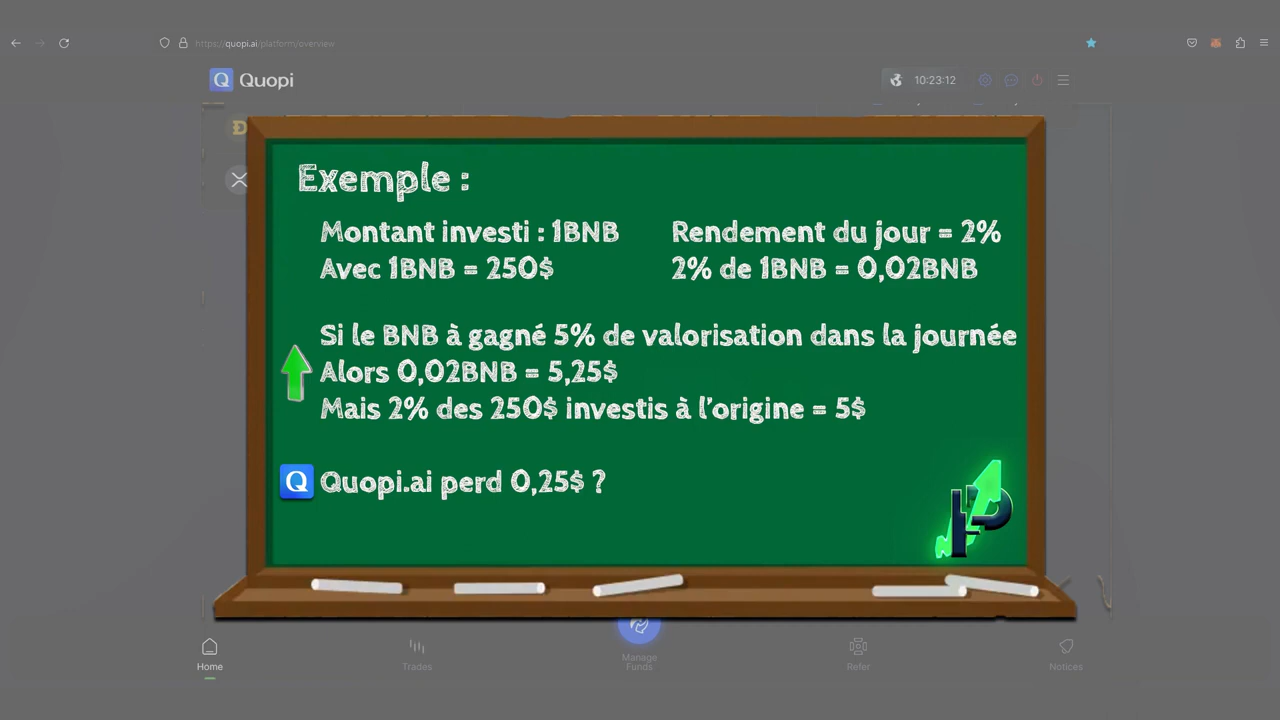 https://quopi.ai/platform/overview
Quopi
10:23:12
Exemple :
Montant investi : 1BNB
Avec 1BNB = 250$
Rendement du jour = 2%
2% de 1BNB = 0,02BNB
Si le BNB à gagné 5% de valorisation dans la journée
Alors 0,02BNB = 5,25$
Mais 2% des 250$ investis à l'origine = 5$
Q Quopi.ai perd 0,25$ ?
Home
Trades
Manage
Funds
Refer
Notices